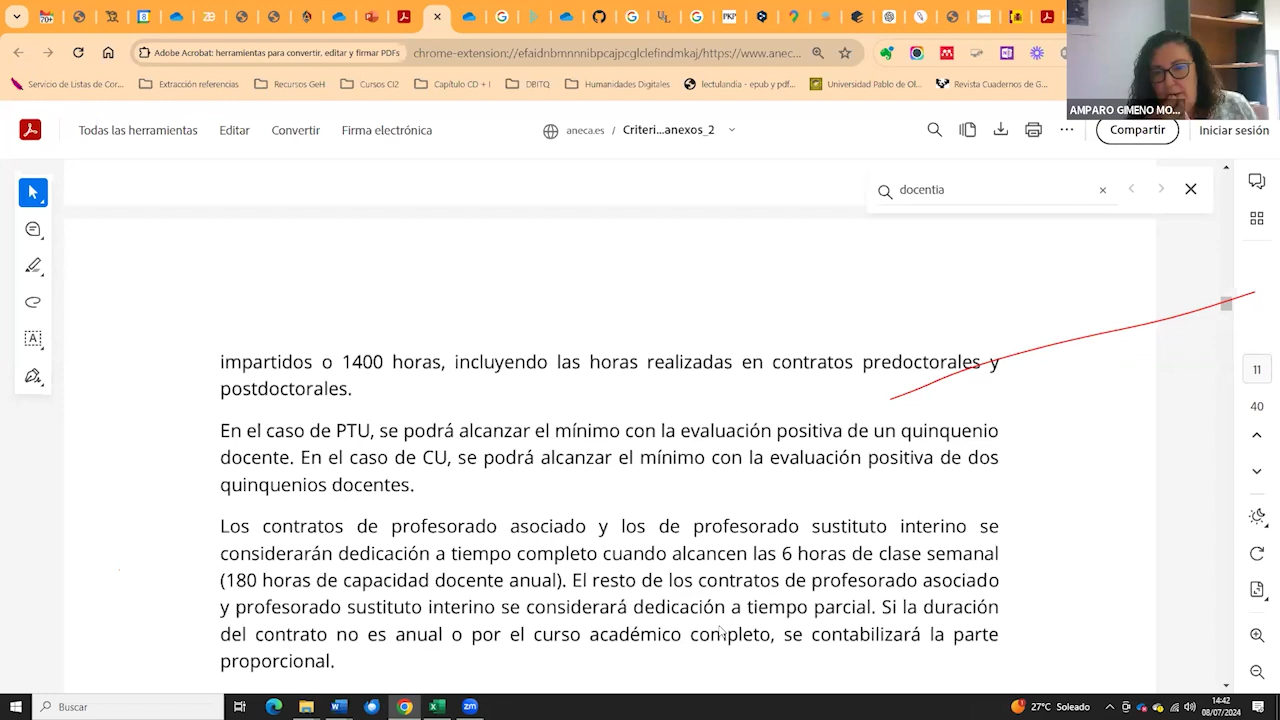 70+
Adobe Acrobat: herramientas para convertir, editar y firmar PDFs
chrome-extension://efaidnbmnnnibpcajpcglclefindmkaj/https://www.anec...
Servicio de Listas de Cor...
Extracción referencias
Recursos GeH
Cursos CI2
Capítulo CD + I
DBITQ
Humanidades Digitales
lectulandia - epub y pdf...
Universidad Pablo de Ol...
Revista Cuadernos de G...
AMPARO GIMENO MO...
Todas las herramientas
Editar
Convertir
Firma electrónica
aneca.es / Criteri...anexos_2
Compartir
Iniciar sesión
docentia
impartidos o 1400 horas, incluyendo las horas realizadas en contratos predoctorales y
postdoctorales.
En el caso de PTU, se podrá alcanzar el mínimo con la evaluación positiva de un quinquenio
docente. En el caso de CU, se podrá alcanzar el mínimo con la evaluación positiva de dos
quinquenios docentes.
Los contratos de profesorado asociado y los de profesorado sustituto interino se
considerarán dedicación a tiempo completo cuando alcancen las 6 horas de clase semanal
(180 horas de capacidad docente anual). El resto de los contratos de profesorado asociado
y profesorado sustituto interino se considerará dedicación a tiempo parcial. Si la duración
del contrato no es anual o por el curso académico completo, se contabilizará la parte
proporcional.
11
40
Buscar
27°C Soleado
14:42
08/07/2024